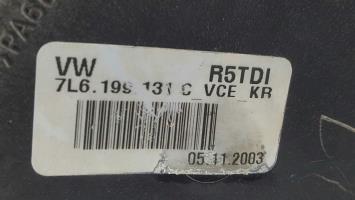 VW R5TDI
7L6.199.131 C VCE KR
05.11.2003